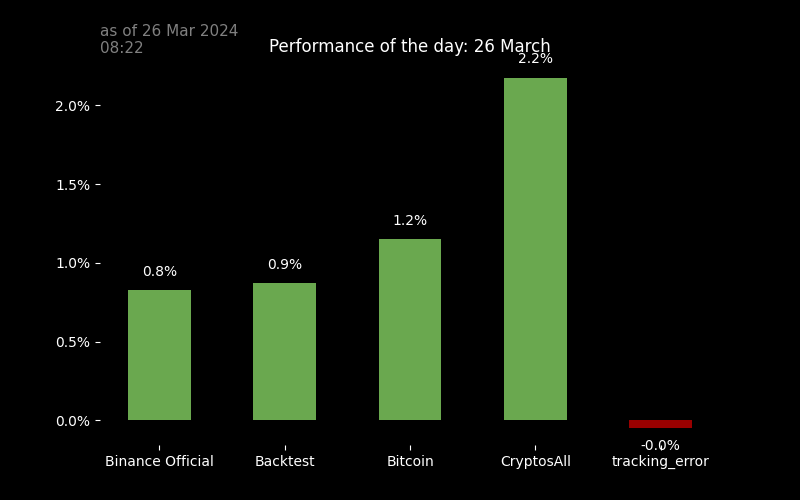 as of 26 Mar 2024
08:22
Performance of the day: 26 March
2.2%
2.0%
1.5%
1.2%
1.0%
0.9%
0.8%
0.5%
0.0%
-0.0%
Binance Official
Backtest
Bitcoin
CryptosAll
tracking_error